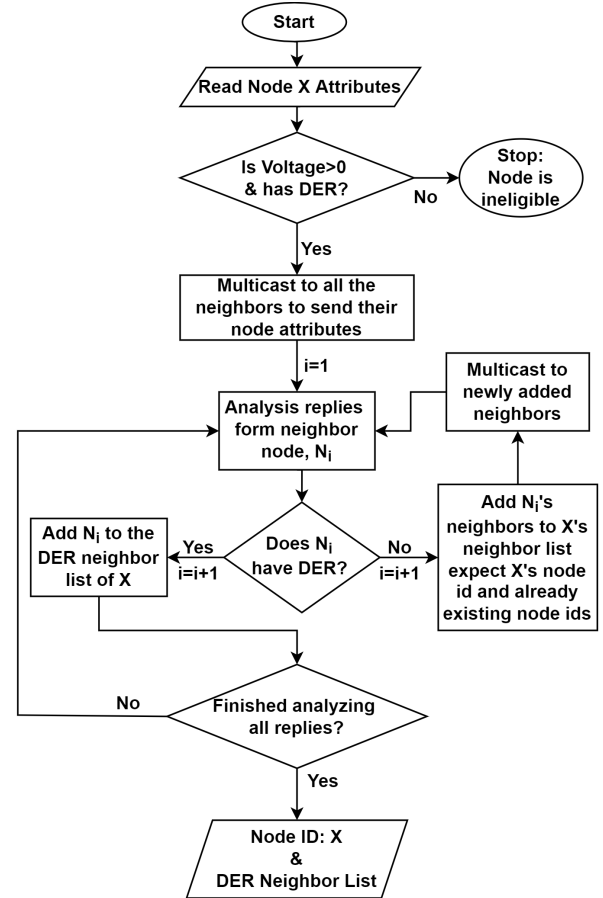 Start
Read Node X Attributes
Is Voltage>0
& has DER?
No
Stop:
Node is
ineligible
Yes
Multicast to all the
neighbors to send their
node attributes
i=1
Analysis replies
form neighbor
node, Ni
Multicast to
newly added
neighbors
Does Ni
have DER?
Yes
i=i+1
Add Ni to the
DER neighbor
list of X
No
i=i+1
Add Ni's
neighbors to X's
neighbor list
expect X's node
id and already
existing node ids
Finished analyzing
all replies?
No
Yes
Node ID: X
&
DER Neighbor List